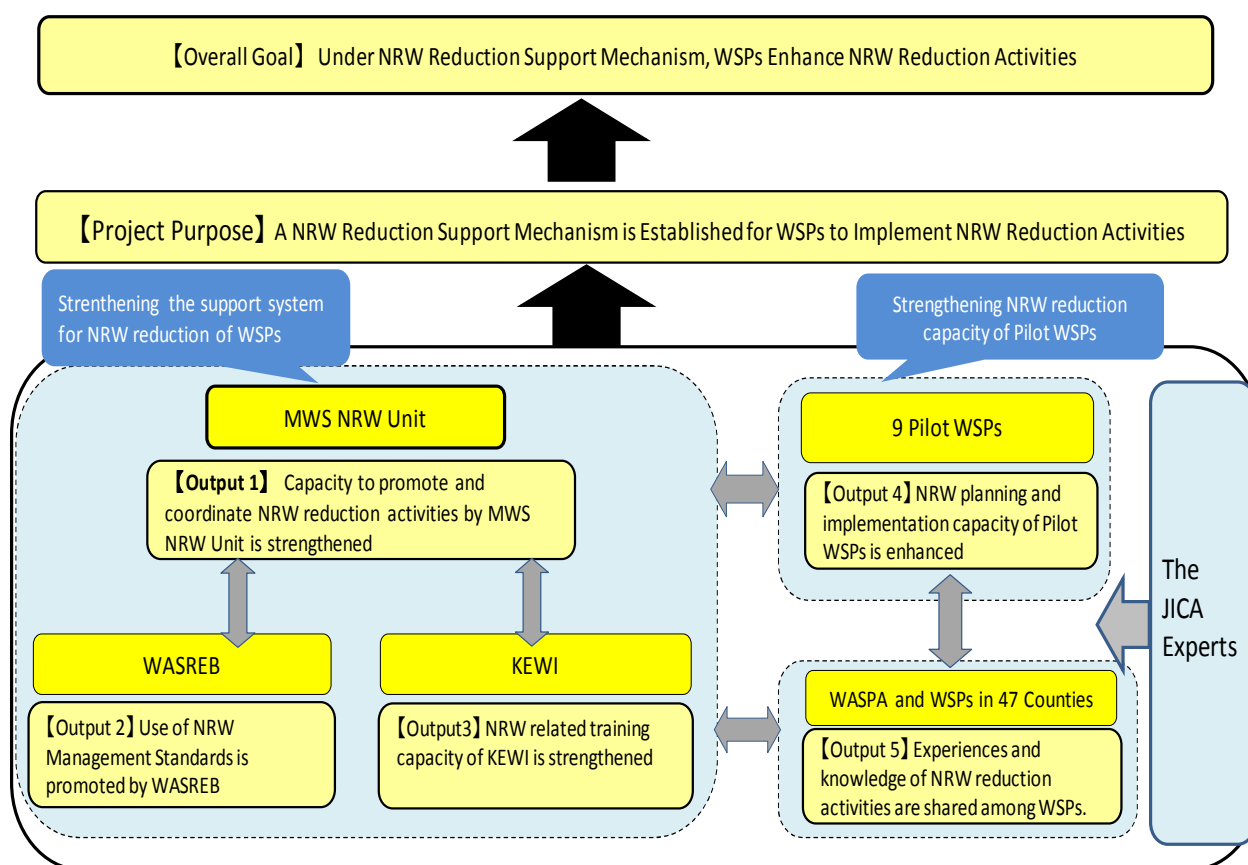 【Overall Goal】 Under NRW Reduction Support Mechanism, WSPs Enhance NRW Reduction Activities
【Project Purpose】 A NRW Reduction Support Mechanism is Established for WSPs to Implement NRW Reduction Activities
Strenthening the support system
for NRW reduction of WSPs
Strengthening NRW reduction
capacity of Pilot WSPs
MWS NRW Unit
【Output 1】 Capacity to promote and
coordinate NRW reduction activities by MWS
NRW Unit is strengthened
WASREB
【Output 2】Use of NRW
Management Standards is
promoted by WASREB
KEWI
【Output3】NRW related training
capacity of KEWI is strengthened
9 Pilot WSPs
【Output 4】NRW planning and
implementation capacity of Pilot
WSPs is enhanced
WASPA and WSPs in 47 Counties
【Output 5】Experiences and
knowledge of NRW reduction
activities are shared among WSPs.
The
JICA
Experts